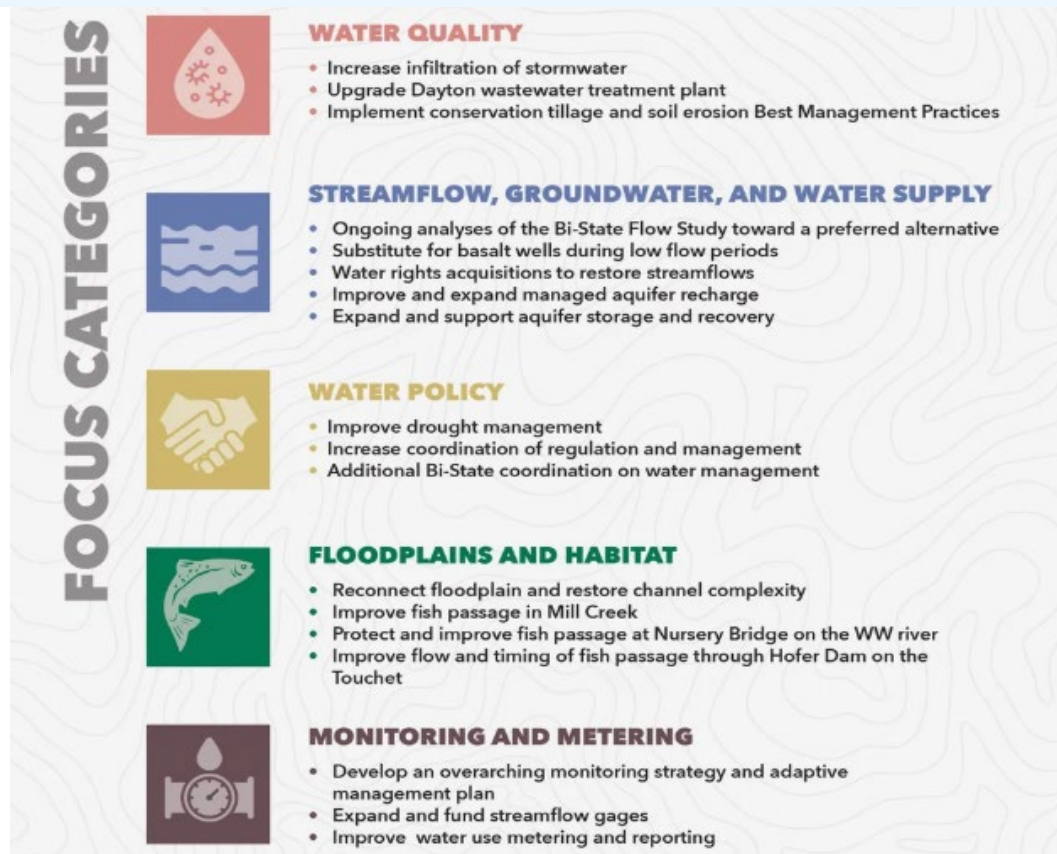 FOCUS CATEGORIES
WATER QUALITY
• Increase infiltration of stormwater
• Upgrade Dayton wastewater treatment plant
• Implement conservation tillage and soil erosion Best Management Practices
STREAMFLOW, GROUNDWATER, AND WATER SUPPLY
• Ongoing analyses of the Bi-State Flow Study toward a preferred alternative
• Substitute for basalt wells during low flow periods
• Water rights acquisitions to restore streamflows
• Improve and expand managed aquifer recharge
• Expand and support aquifer storage and recovery
WATER POLICY
• Improve drought management
• Increase coordination of regulation and management
• Additional Bi-State coordination on water management
FLOODPLAINS AND HABITAT
• Reconnect floodplain and restore channel complexity
• Improve fish passage in Mill Creek
• Protect and improve fish passage at Nursery Bridge on the WW river
• Improve flow and timing of fish passage through Hofer Dam on the
Touchet
MONITORING AND METERING
• Develop an overarching monitoring strategy and adaptive
management plan
• Expand and fund streamflow gages
• Improve water use metering and reporting